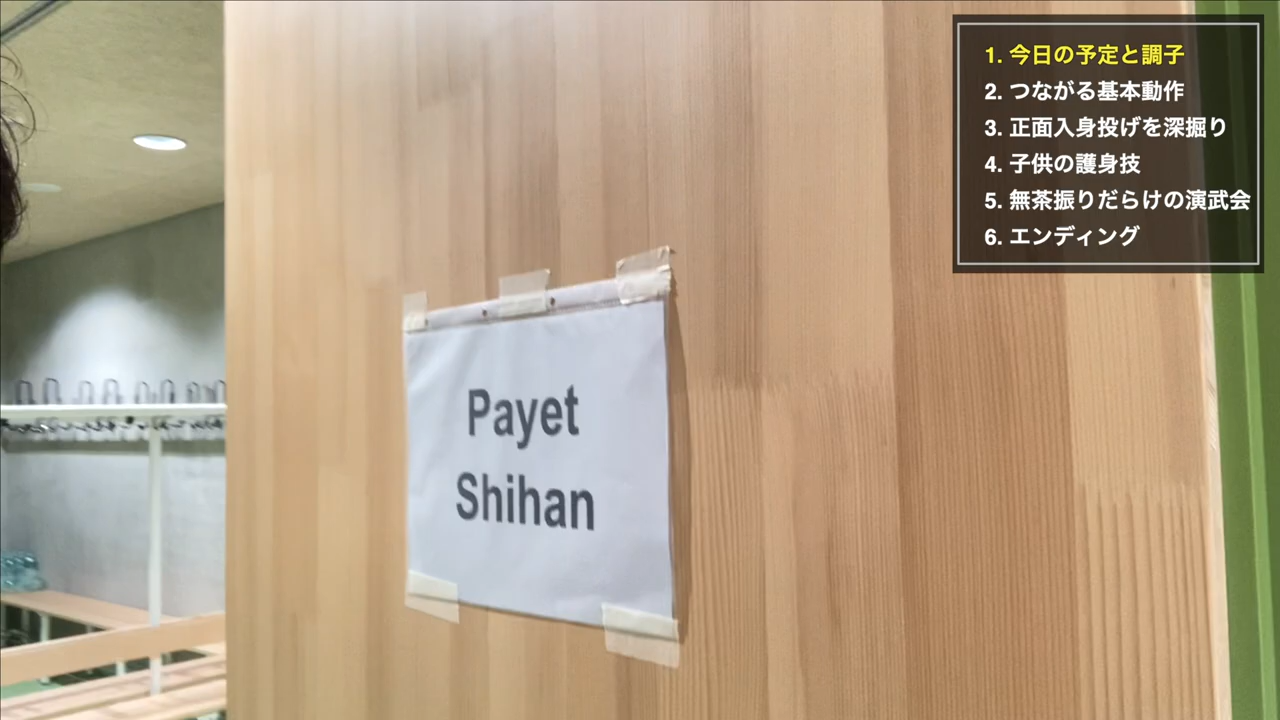 1. 今日の予定と調子
2. つながる基本動作
3. 正面入身投げを深掘り
4. 子供の護身技
5. 無茶振りだらけの演武会
6. エンディング
Payet
Shihan